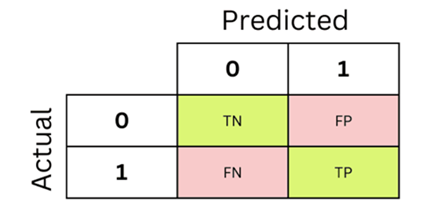 Predicted
0 1
Actual
0 TN FP
1 FN TP